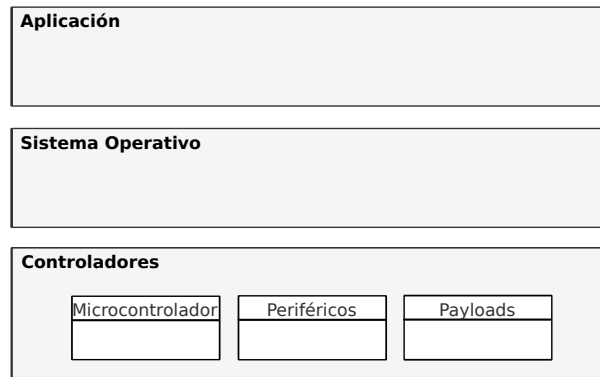 Aplicación
Sistema Operativo
Controladores
Microcontrolador Periféricos Payloads